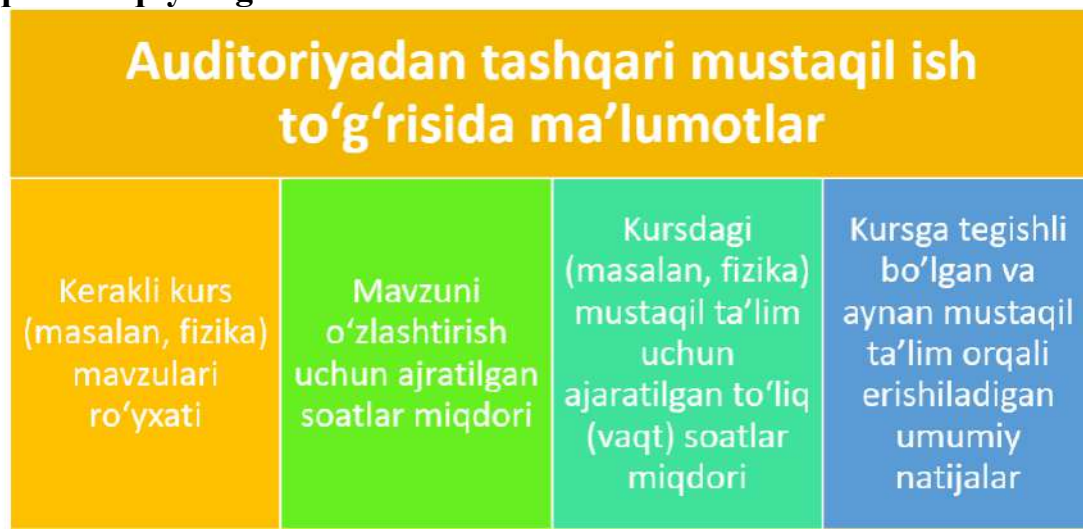 Auditoriyadan tashqari mustaqil ish
to‘g‘risida ma’lumotlar
Kerakli kurs
(masalan, fizika)
mavzulari
ro‘yxati
Mavzuni
o‘zlashtirish
uchun ajratilgan
soatlar miqdori
Kursdagi
(masalan, fizika)
mustaqil ta’lim
uchun
ajaratilgan to‘liq
(vaqt) soatlar
miqdori
Kursga tegishli
bo’lgan va
aynan mustaqil
ta’lim orqali
erishiladigan
umumiy
natijalar